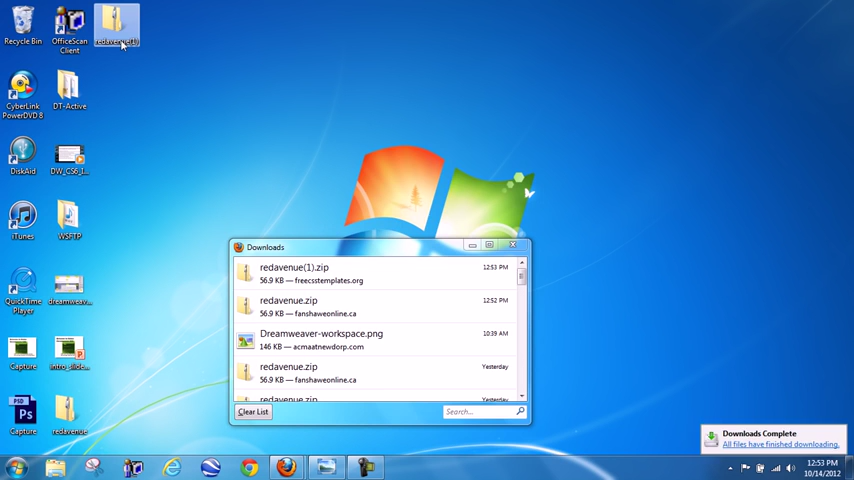 Recycle Bin
OfficeScan
Client
redavenue(1)
CyberLink
PowerDVD 8
DT-Active
DiskAid
DW_CS6_I...
iTunes
WSFTP
QuickTime
Player
dreamweav...
Capture
intro_slide...
Capture
redavenue
Downloads
redavenue(1).zip
12:53 PM
56.9 KB — freecsstemplates.org
redavenue.zip
12:52 PM
56.9 KB — fanshaweonline.ca
Dreamweaver-workspace.png
10:39 AM
146 KB — acmaatnewdorp.com
redavenue.zip
Yesterday
56.9 KB — fanshaweonline.ca
redavenue.zip
Yesterday
Clear List
Search...
Downloads Complete
All files have finished downloading.
12:53 PM
10/14/2012